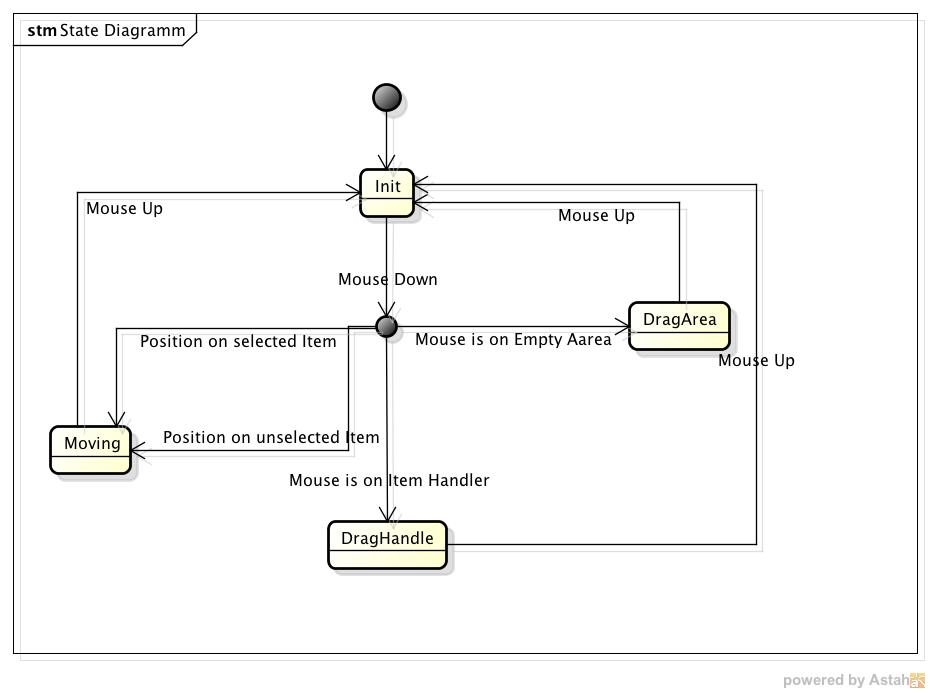 stm State Diagramm
Init
Mouse Up
Mouse Up
Mouse Down
DragArea
Position on selected Item
Mouse is on Empty Aarea
Mouse Up
Moving
Position on unselected Item
Mouse is on Item Handler
DragHandle
powered by Astah